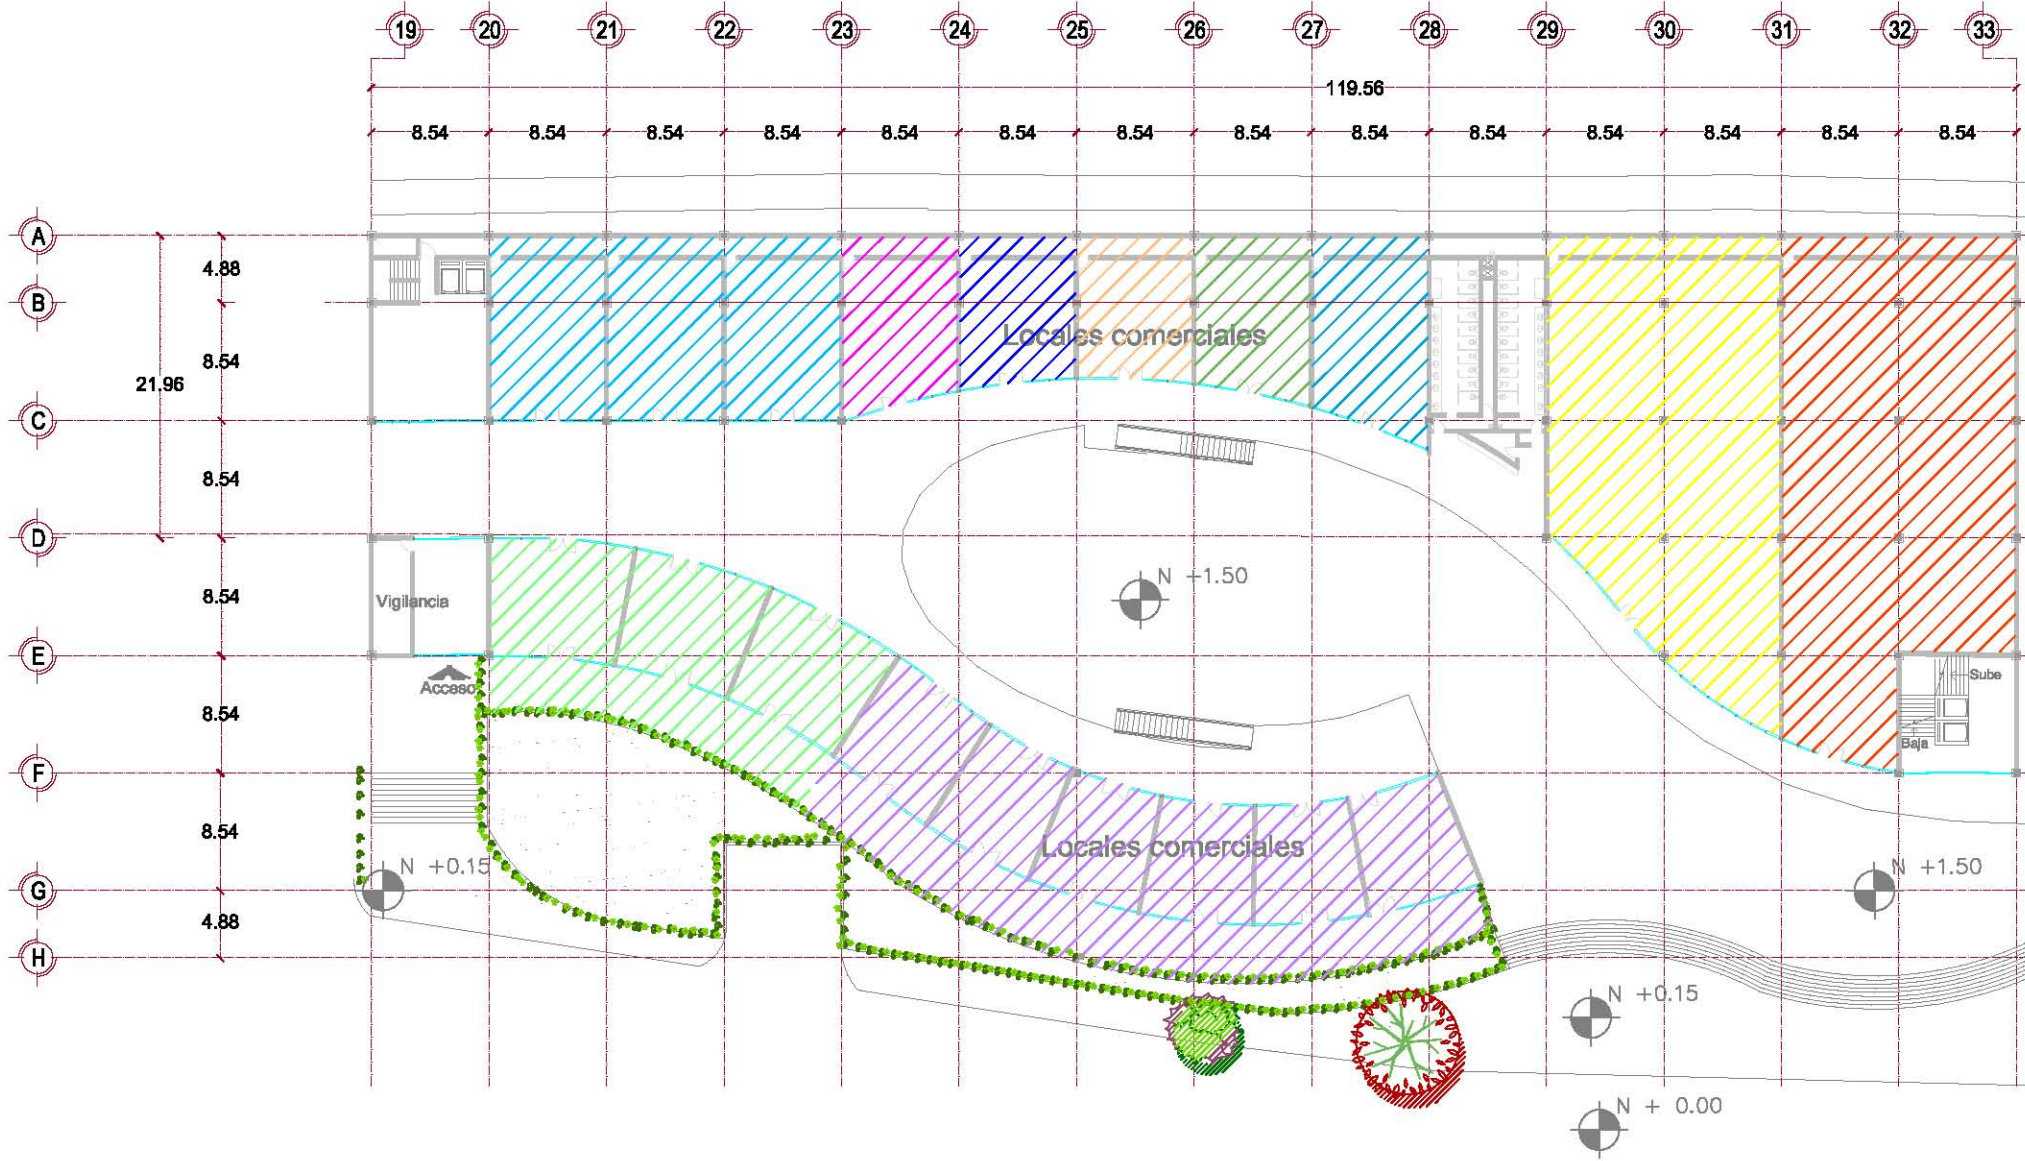 19 20 21 22 23 24 25 26 27 28 29 30 31 32 33
119.56
8.54 8.54 8.54 8.54 8.54 8.54 8.54 8.54 8.54 8.54 8.54 8.54 8.54 8.54
A
4.88
B
Locales comerciales
8.54
21.96
C
8.54
D
N +1.50
8.54
Vigilancia
E
Sube
Acceso
8.54
Baja
F
8.54
Locales comerciales
N +0.15
N +1.50
G
4.88
H
N +0.15
N + 0.00